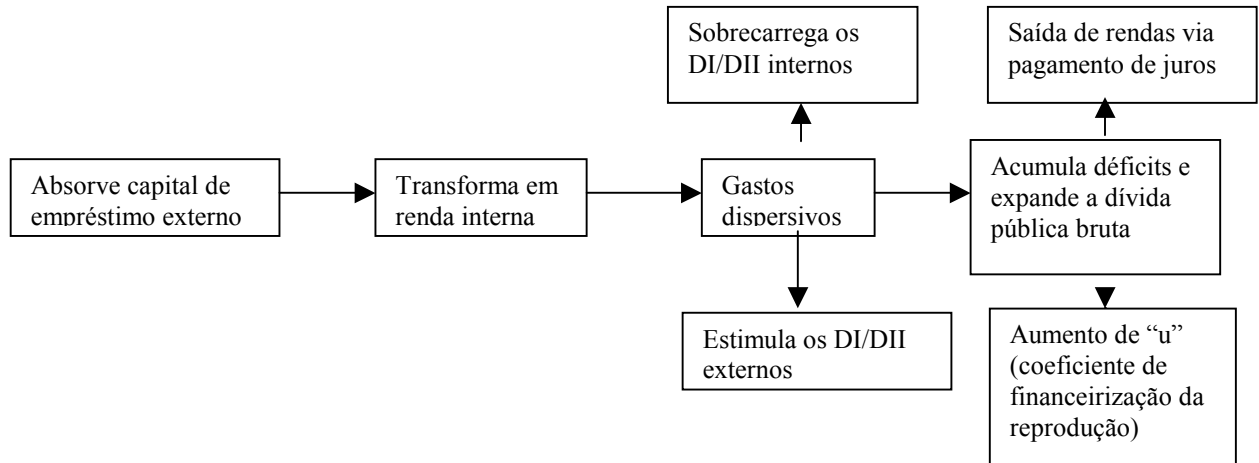 Sobrecarrega os
DI/DII internos
Saída de rendas via
pagamento de juros
Absorve capital de
empréstimo externo
Transforma em
renda interna
Gastos
dispersivos
Acumula déficits e
expande a dívida
pública bruta
Estimula os DI/DII
externos
Aumento de “u”
(coeficiente de
financeirização da
reprodução)